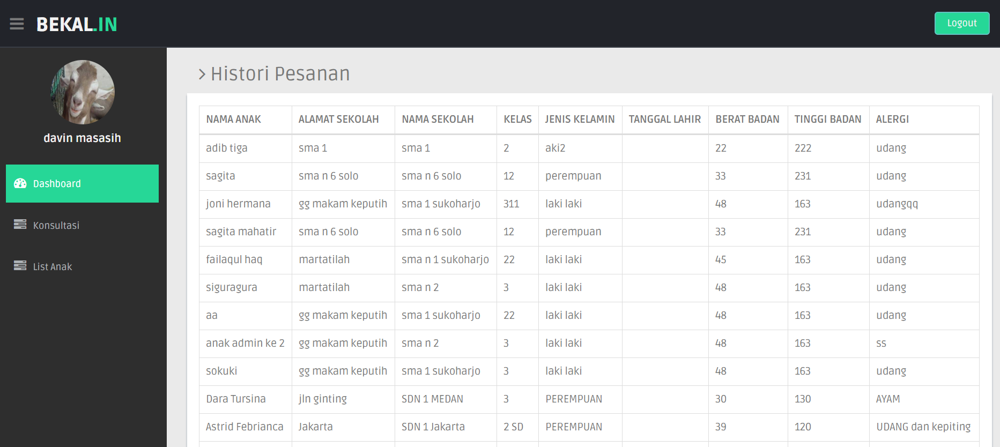 BEKAL.IN
Logout
davin masasih
Dashboard
Konsultasi
List Anak
Histori Pesanan
NAMA ANAK ALAMAT SEKOLAH NAMA SEKOLAH KELAS JENIS KELAMIN TANGGAL LAHIR BERAT BADAN TINGGI BADAN ALERGI
adib tiga sma 1 sma 1 2 aki2 22 222 udang
sagita sma n 6 solo sma n 6 solo 12 perempuan 33 231 udang
joni hermana gg makam keputih sma 1 sukoharjo 311 laki laki 48 163 udangqq
sagita mahatir sma n 6 solo sma n 6 solo 12 perempuan 33 231 udang
failaqul haq martatilah sma n 1 sukoharjo 22 laki laki 45 163 udang
siguragura martatilah sma n 2 3 laki laki 48 163 udang
aa gg makam keputih sma 1 sukoharjo 22 laki laki 48 163 udang
anak admin ke 2 gg makam keputih sma n 2 3 laki laki 48 163 ss
sokuki gg makam keputih sma 1 sukoharjo 3 laki laki 48 163 udang
Dara Tursina jln ginting SDN 1 MEDAN 3 PEREMPUAN 30 130 AYAM
Astrid Febrianca Jakarta SDN 1 Jakarta 2 SD PEREMPUAN 39 120 UDANG dan kepiting